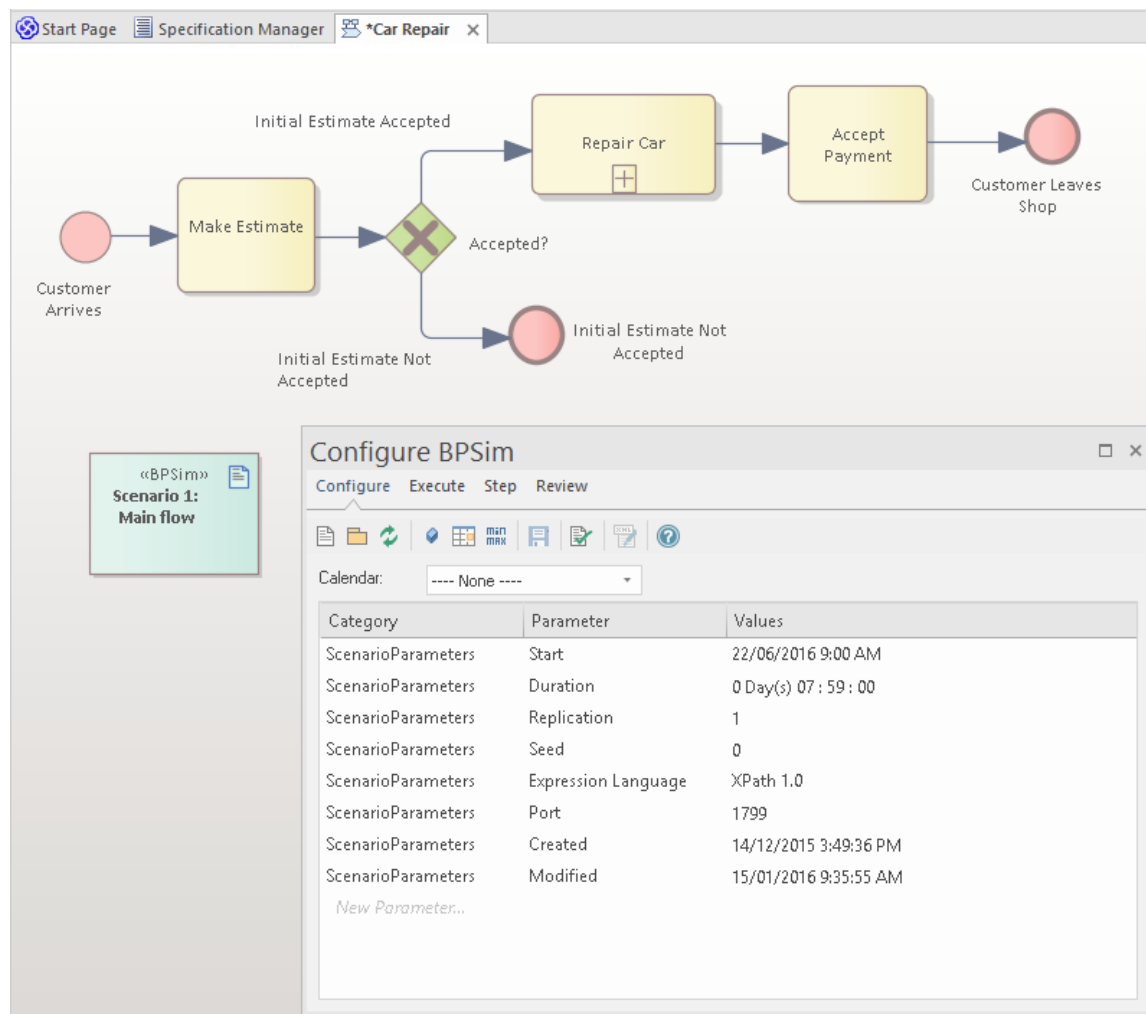 Start Page Specification Manager *Car Repair ×
Initial Estimate Accepted
Repair Car
Accept
Payment
Customer Leaves
Shop
Make Estimate
Accepted?
Customer
Arrives
Initial Estimate Not
Accepted
Initial Estimate Not
Accepted
«BPSim»
Scenario 1:
Main flow
Configure BPSim
Configure Execute Step Review
min
max
XML
Calendar: ---- None ----
Category Parameter Values
ScenarioParameters Start 22/06/2016 9:00 AM
ScenarioParameters Duration 0 Day(s) 07 : 59 : 00
ScenarioParameters Replication 1
ScenarioParameters Seed 0
ScenarioParameters Expression Language XPath 1.0
ScenarioParameters Port 1799
ScenarioParameters Created 14/12/2015 3:49:36 PM
ScenarioParameters Modified 15/01/2016 9:35:55 AM
New Parameter...